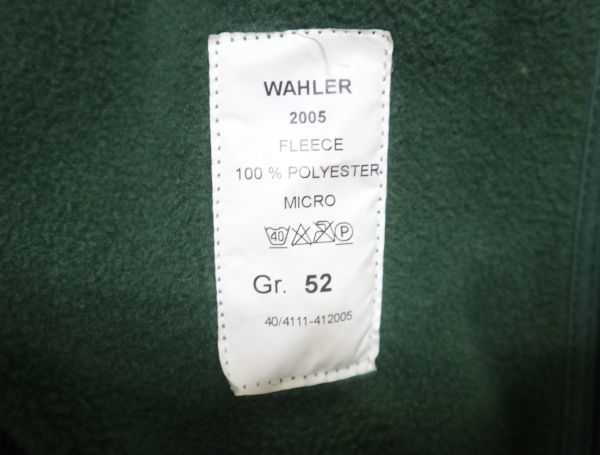 WAHLER
2005
FLEECE
100 % POLYESTER
MICRO
40 P
Gr. 52
40/4111-412005